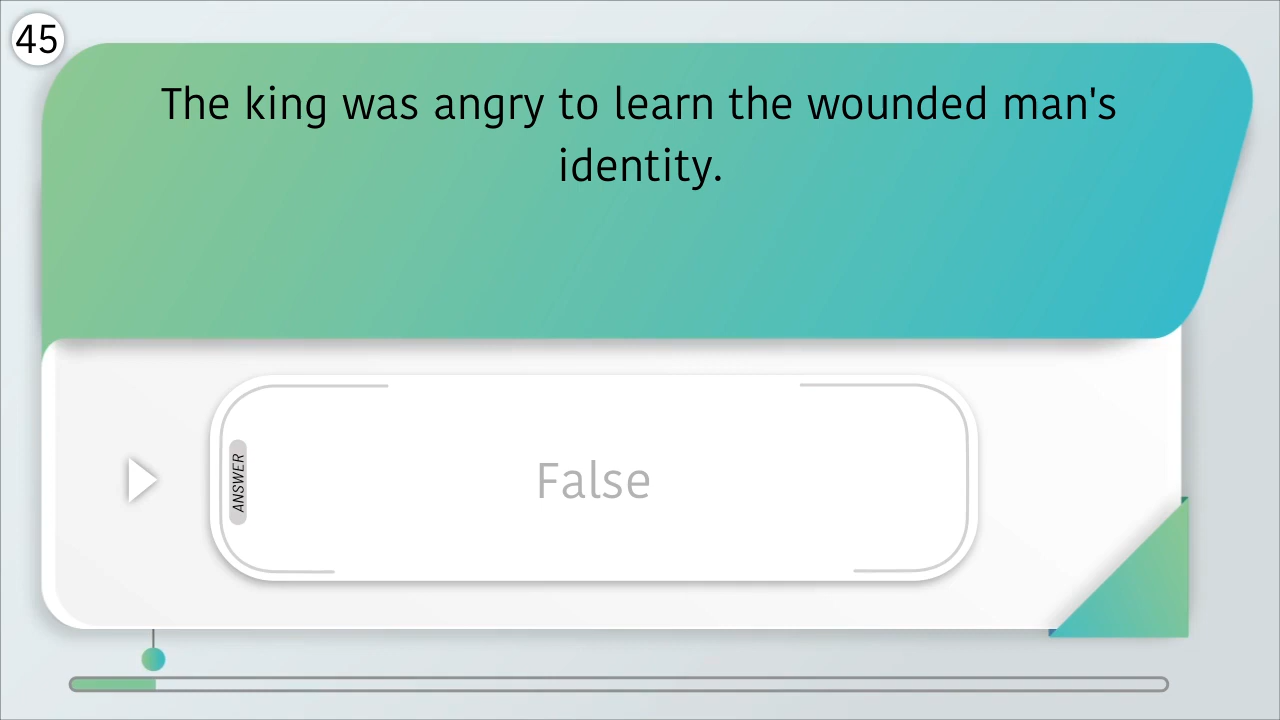 45
The king was angry to learn the wounded man's
identity.
ANSWER
False